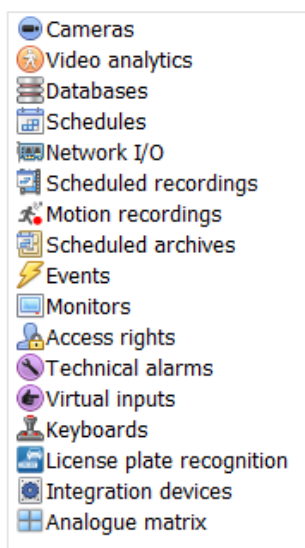 Cameras
Video analytics
Databases
Schedules
Network I/O
Scheduled recordings
Motion recordings
Scheduled archives
Events
Monitors
Access rights
Technical alarms
Virtual inputs
Keyboards
License plate recognition
Integration devices
Analogue matrix